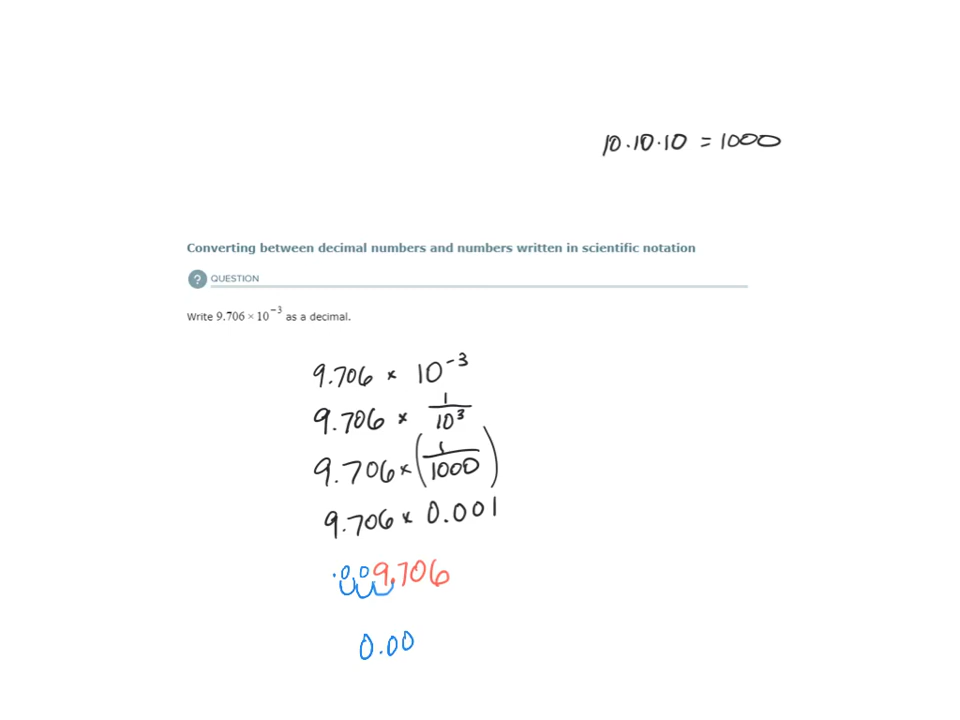 10·10·10 = 1000
Converting between decimal numbers and numbers written in scientific notation
? QUESTION
Write 9.706 × 10⁻³ as a decimal.
9.706 × 10⁻³
9.706 × 1/10³
9.706 × (1/1000)
9.706 × 0.001
.009.706
0.00